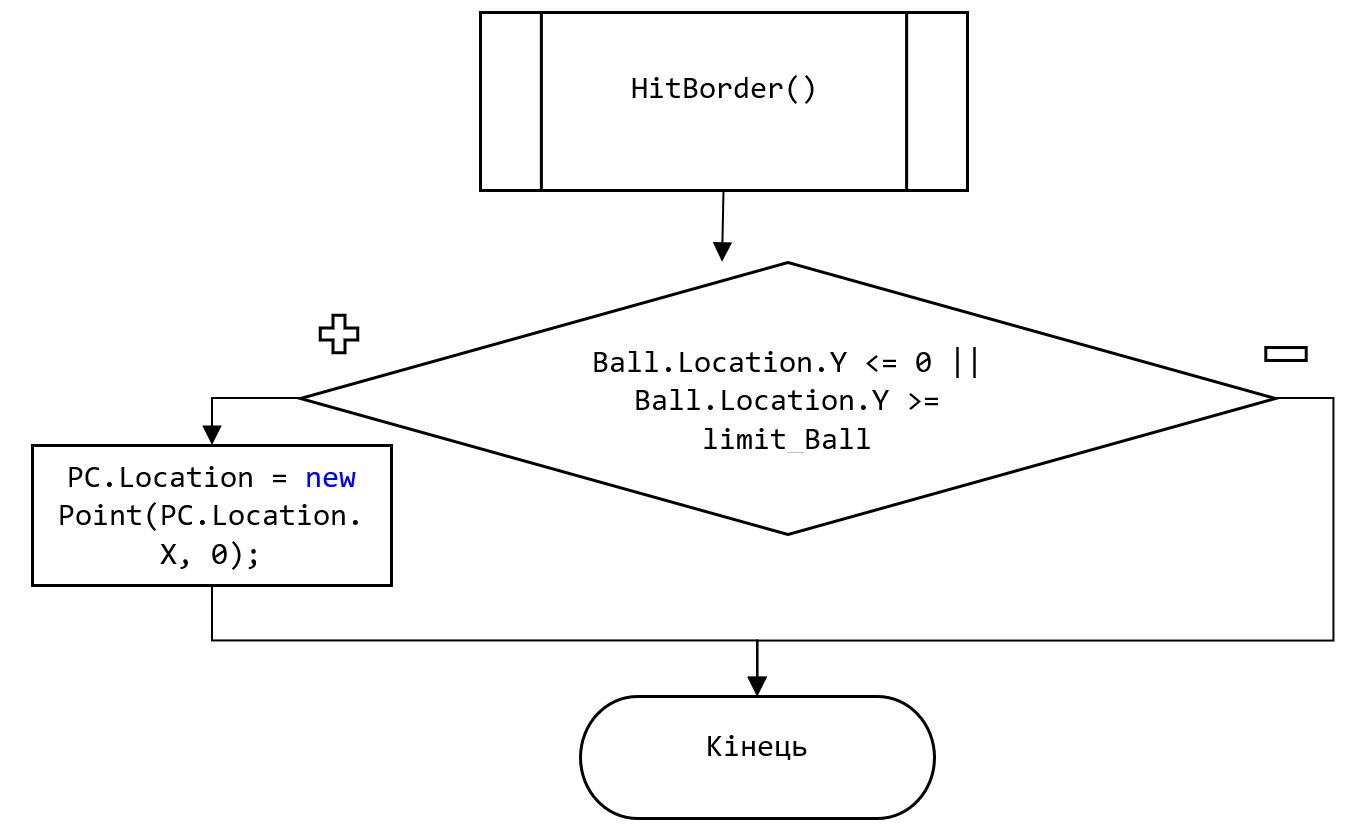 HitBorder()
Ball.Location.Y <= 0 ||
Ball.Location.Y >=
limit_Ball
PC.Location = new
Point(PC.Location.
X, 0);
Кінець